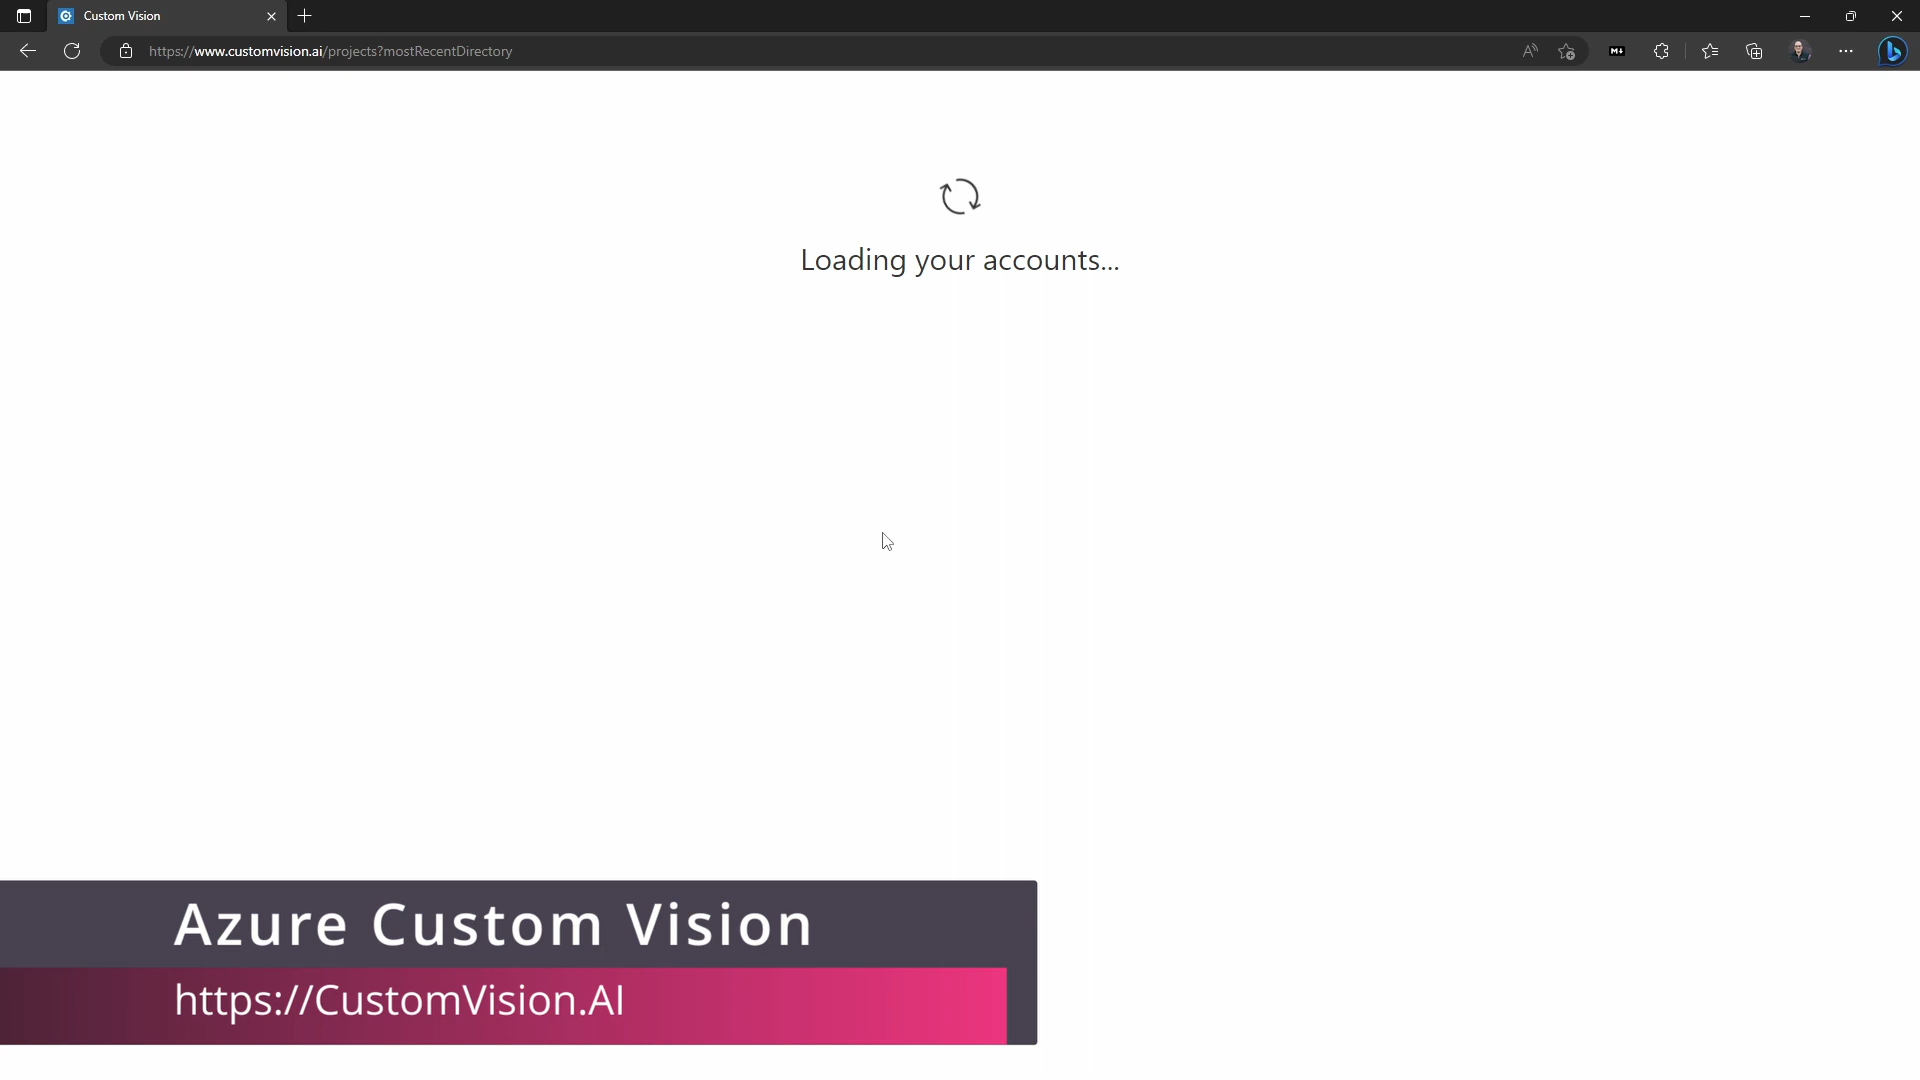 Custom Vision
https://www.customvision.ai/projects?mostRecentDirectory
A
M↓
b
Loading your accounts...
Azure Custom Vision
https://CustomVision.AI